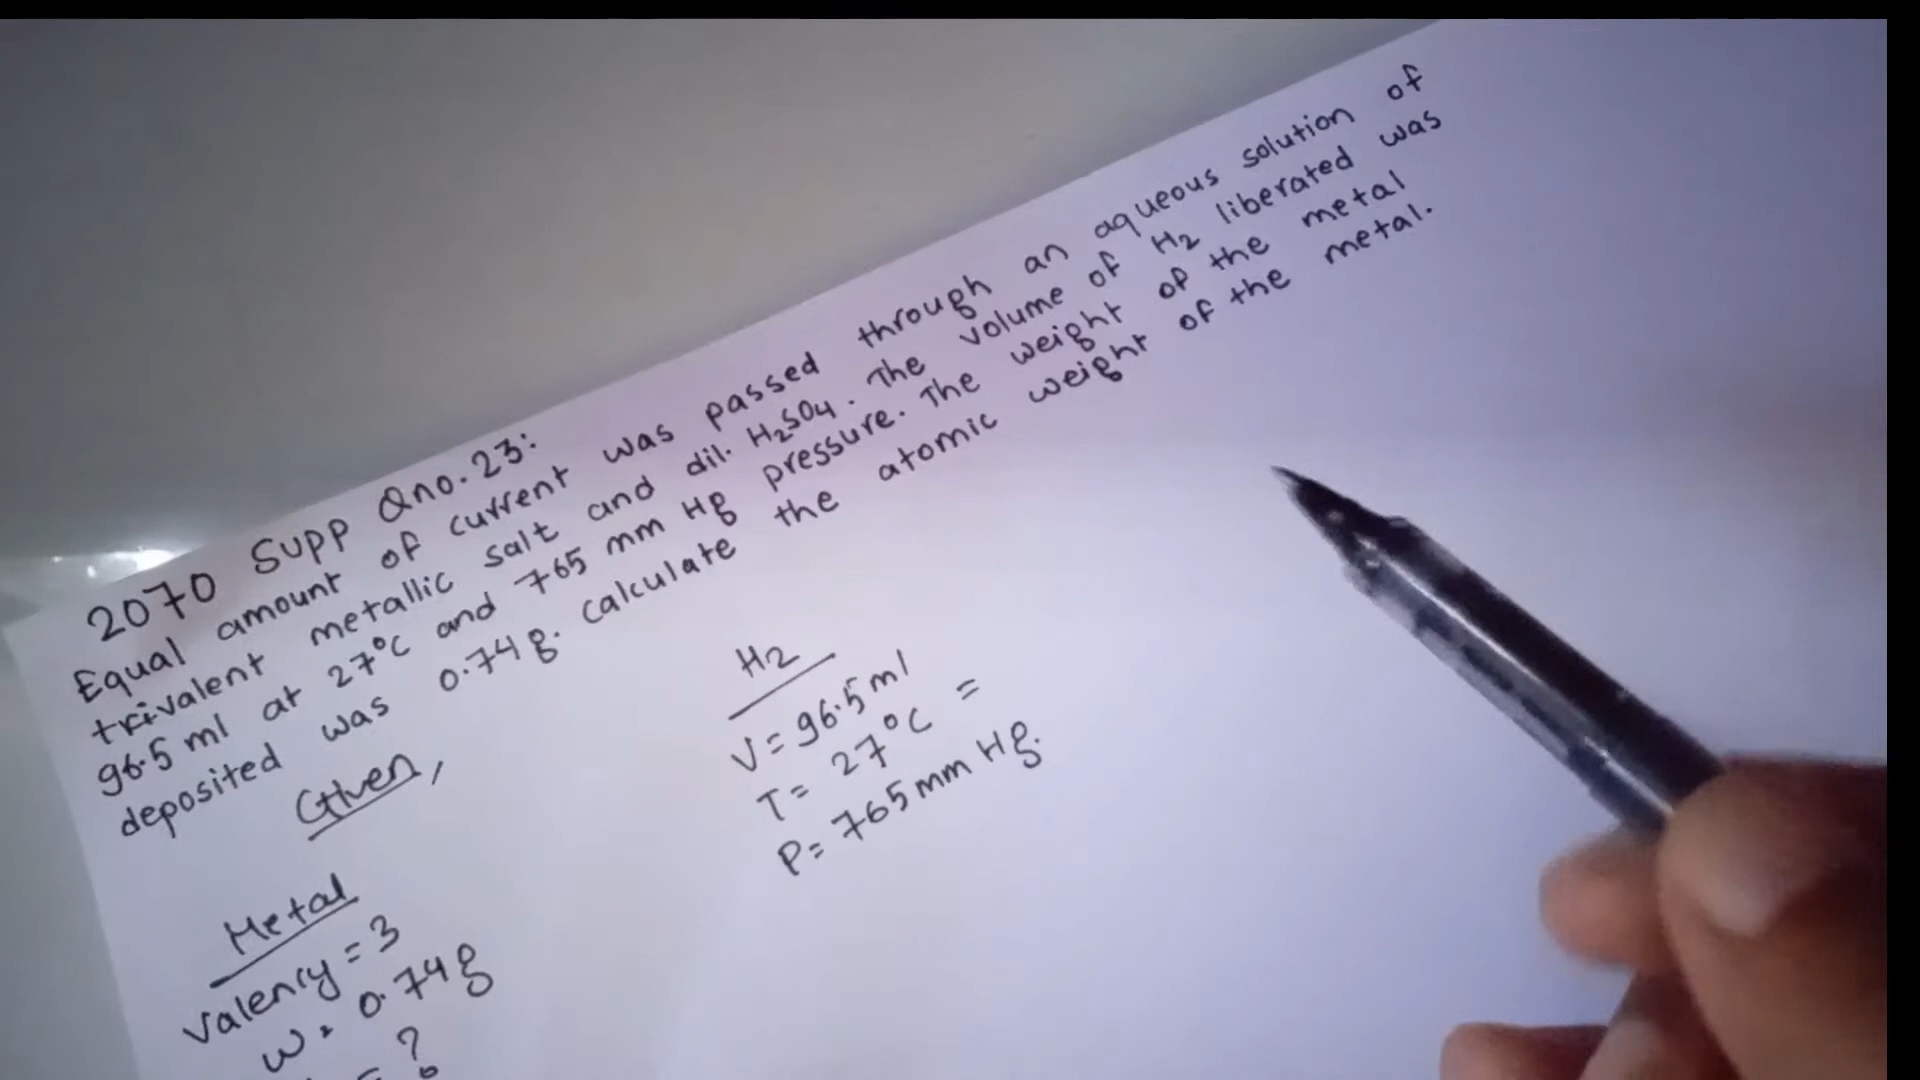 2070 Supp Qno.23:
Equal amount of current was passed through an aqueous solution of
trivalent metallic salt and dil. H₂SO₄. The volume of H₂ liberated was
96.5 ml at 27°C and 765 mm Hg pressure. The weight of the metal
deposited was 0.74g. calculate the atomic weight of the metal.
Given,
Metal
Valency = 3
W = 0.74g
= ?
H₂
V = 96.5 ml
T = 27°C =
P = 765 mm Hg.